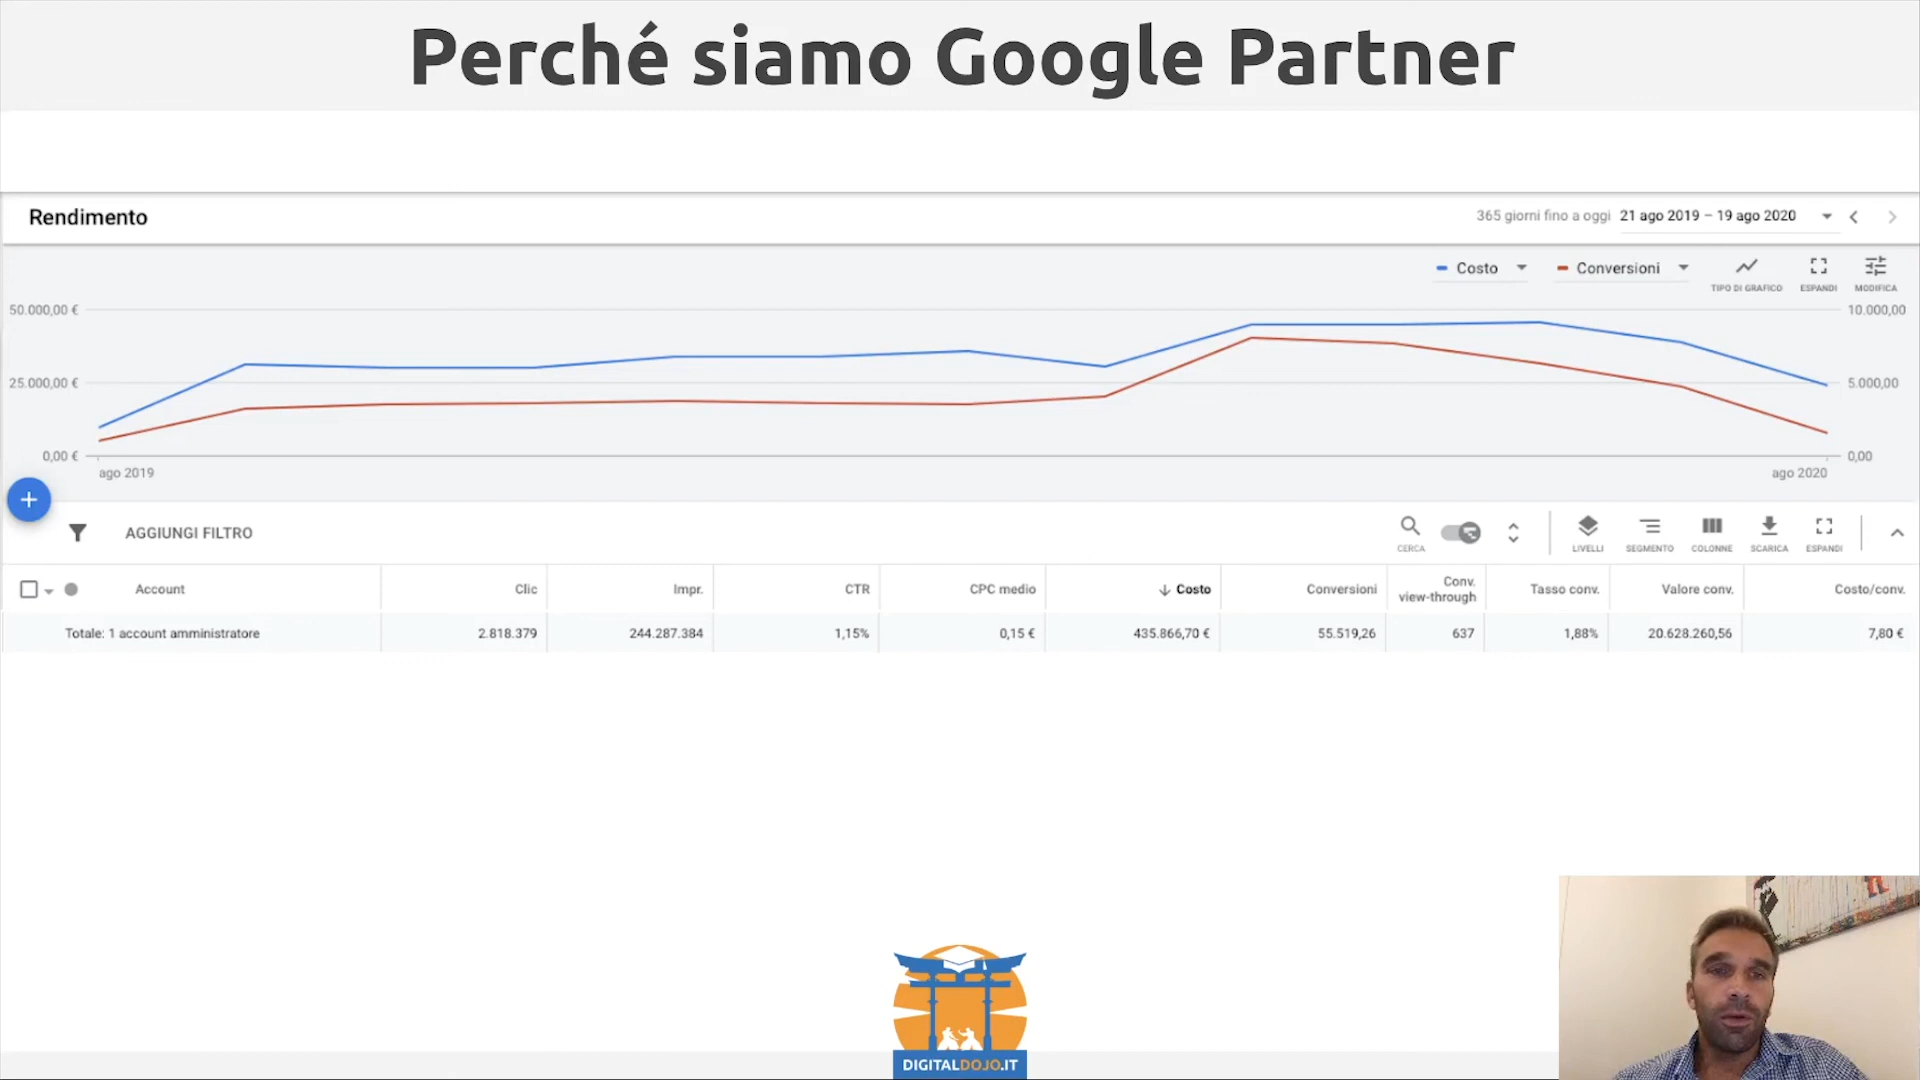 Perché siamo Google Partner
Rendimento
365 giorni fino a oggi 21 ago 2019 – 19 ago 2020
Costo Conversioni
TIPO DI GRAFICO ESPANDI MODIFICA
50.000,00 € 10.000,00
25.000,00 € 5.000,00
0,00 € 0,00
ago 2019 ago 2020
AGGIUNGI FILTRO
CERCA LIVELLI SEGMENTO COLONNE SCARICA ESPANDI
Account Clic Impr. CTR CPC medio Costo Conversioni Conv. view-through Tasso conv. Valore conv. Costo/conv.
Totale: 1 account amministratore 2.818.379 244.287.384 1,15% 0,15 € 435.866,70 € 55.519,26 637 1,88% 20.628.260,56 7,80 €
DIGITALDOJO.IT